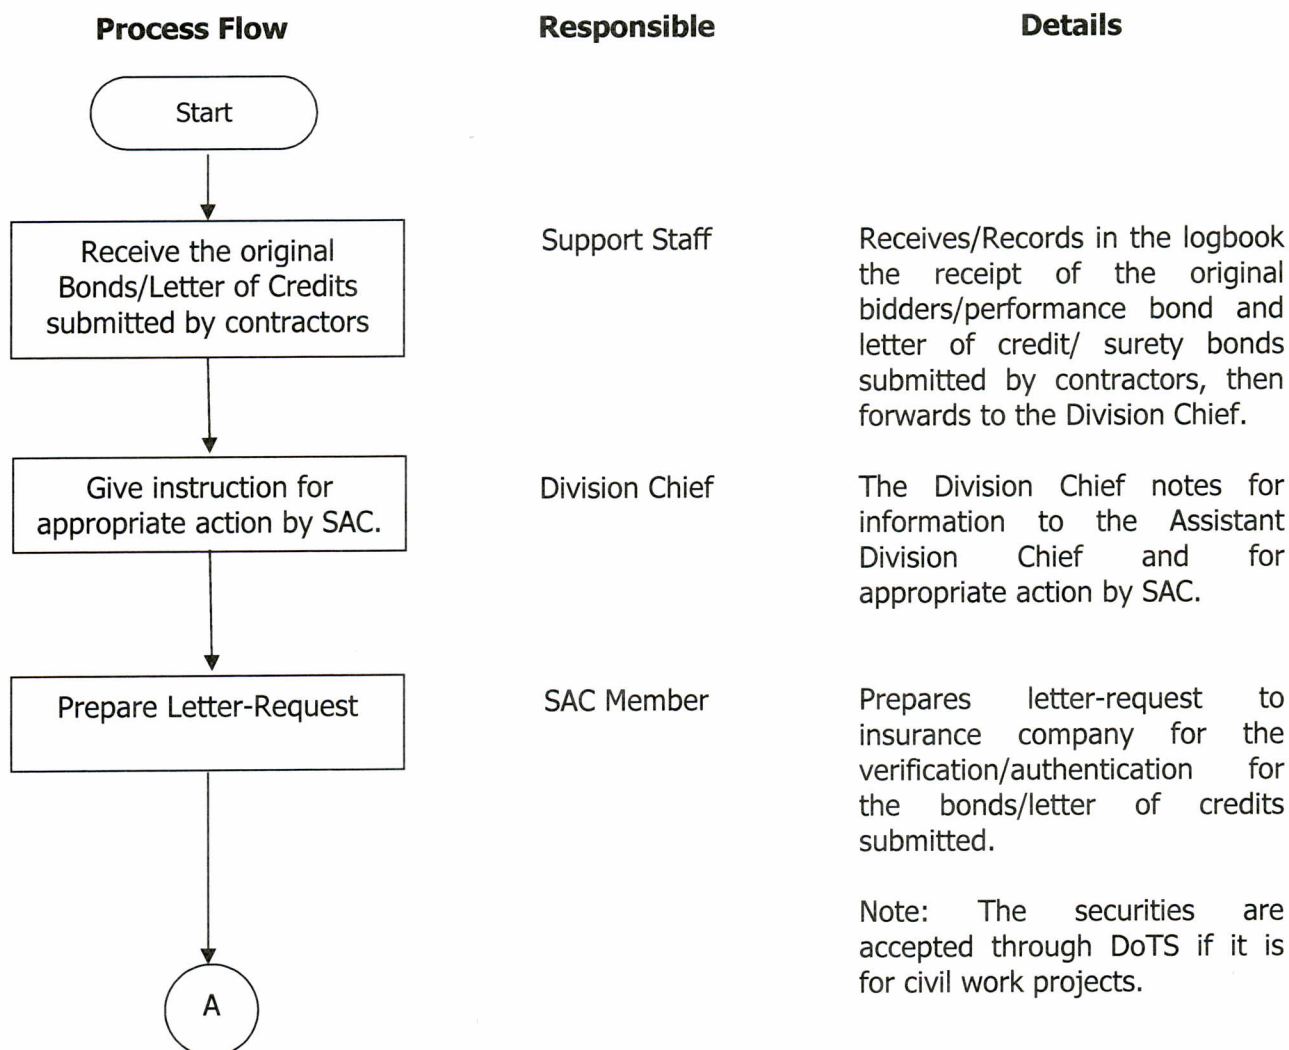 Process Flow
Responsible
Details
Start
Receive the original
Bonds/Letter of Credits
submitted by contractors
Support Staff
Receives/Records in the logbook
the receipt of the original
bidders/performance bond and
letter of credit/ surety bonds
submitted by contractors, then
forwards to the Division Chief.
Give instruction for
appropriate action by SAC.
Division Chief
The Division Chief notes for
information to the Assistant
Division Chief and for
appropriate action by SAC.
Prepare Letter-Request
SAC Member
Prepares letter-request to
insurance company for the
verification/authentication for
the bonds/letter of credits
submitted.
Note: The securities are
accepted through DoTS if it is
for civil work projects.
A